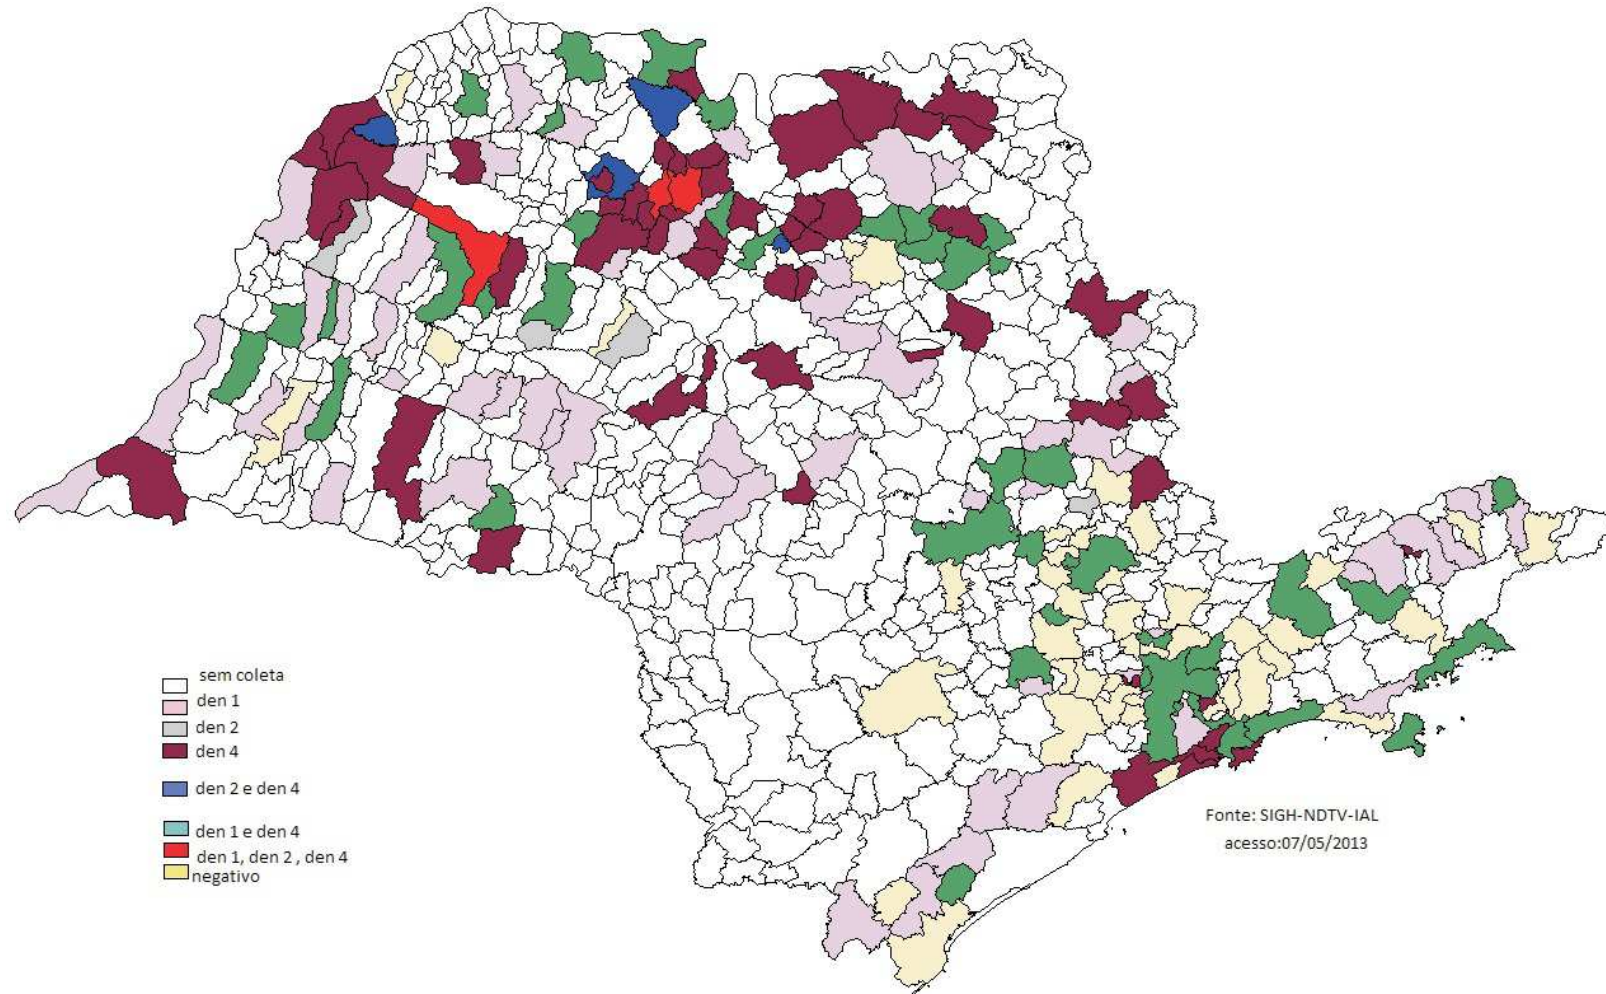 sem coleta
den 1
den 2
den 4
den 2 e den 4
den 1 e den 4
den 1, den 2 , den 4
negativo
Fonte: SIGH-NDTV-IAL
acesso:07/05/2013